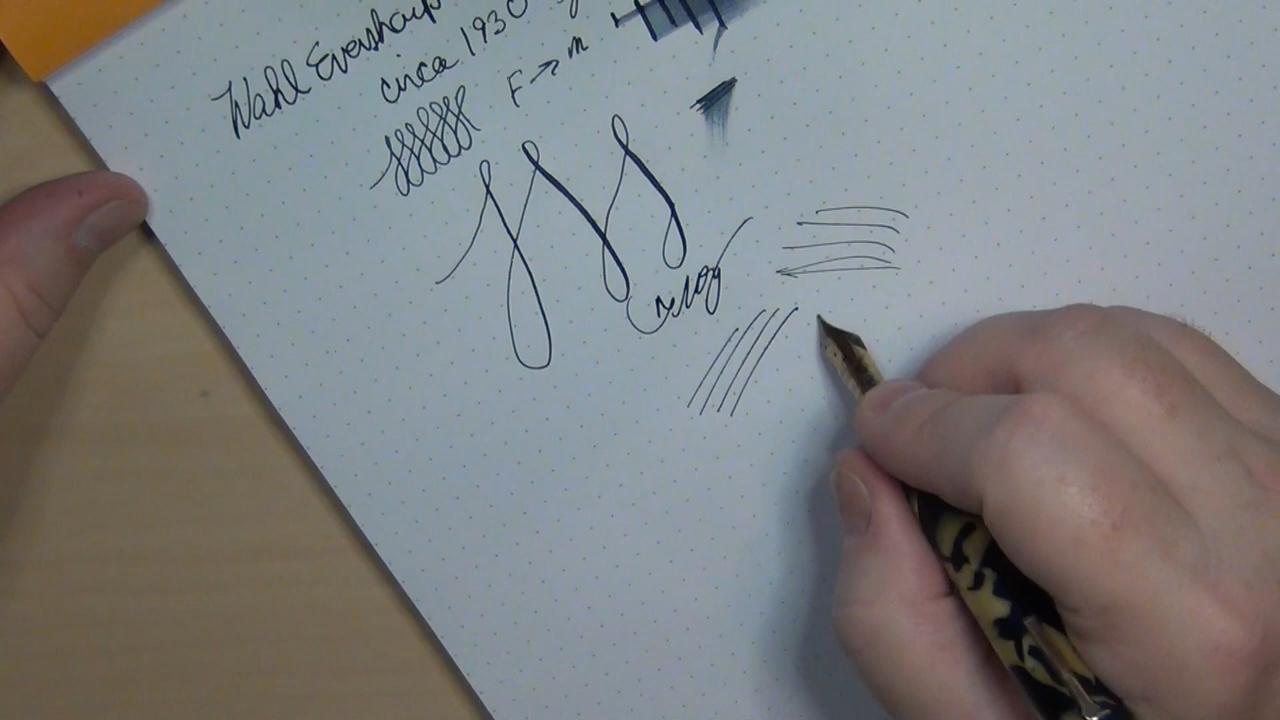 Wahl Eversharp
circa 1930
F → m